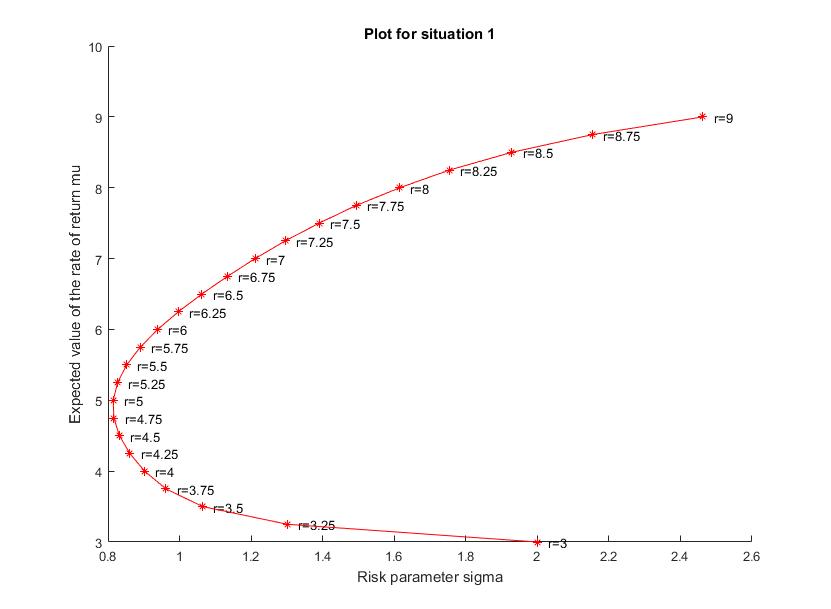 Plot for situation 1
10
9
8
7
6
5
4
3
Expected value of the rate of return mu
r=9
r=8.75
r=8.5
r=8.25
r=8
r=7.75
r=7.5
r=7.25
r=7
r=6.75
r=6.5
r=6.25
r=6
r=5.75
r=5.5
r=5.25
r=5
r=4.75
r=4.5
r=4.25
r=4
r=3.75
r=3.5
r=3.25
r=3
0.8 1 1.2 1.4 1.6 1.8 2 2.2 2.4 2.6
Risk parameter sigma